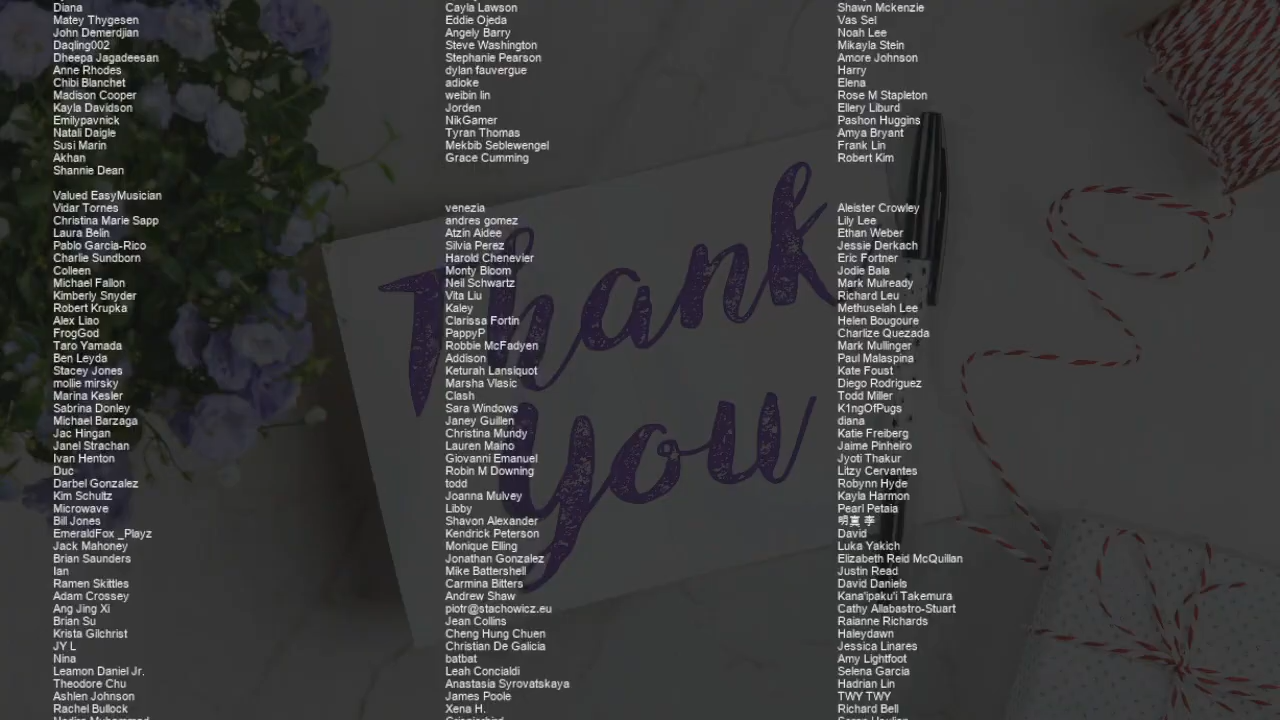 Diana
Matey Thygesen
John Demerdjian
Daqling002
Dheepa Jagadeesan
Anne Rhodes
Chibi Blanchet
Madison Cooper
Kayla Davidson
Emilypavnick
Natali Daigle
Susi Marin
Akhan
Shannie Dean
Cayla Lawson
Eddie Ojeda
Angely Barry
Steve Washington
Stephanie Pearson
dylan fauvergue
adioke
weibin lin
Jorden
NikGamer
Tyran Thomas
Mekbib Seblewengel
Grace Cumming
Shawn Mckenzie
Vas Sel
Noah Lee
Mikayla Stein
Amore Johnson
Harry
Elena
Rose M Stapleton
Ellery Liburd
Pashon Huggins
Amya Bryant
Frank Lin
Robert Kim
Valued EasyMusician
Vidar Tornes
Christina Marie Sapp
Laura Belin
Pablo Garcia-Rico
Charlie Sundborn
Colleen
Michael Fallon
Kimberly Snyder
Robert Krupka
Alex Liao
FrogGod
Taro Yamada
Ben Leyda
Stacey Jones
mollie mirsky
Marina Kesler
Sabrina Donley
Michael Barzaga
Jac Hingan
Janel Strachan
Ivan Henton
Duc
Darbel Gonzalez
Kim Schultz
Microwave
Bill Jones
EmeraldFox _Playz
Jack Mahoney
Brian Saunders
Ian
Ramen Skittles
Adam Crossey
Ang Jing Xi
Brian Su
Krista Gilchrist
JY L
Nina
Leamon Daniel Jr.
Theodore Chu
Ashlen Johnson
Rachel Bullock
venezia
andres gomez
Atzin Aidee
Silvia Perez
Harold Chenevier
Monty Bloom
Neil Schwartz
Vita Liu
Kaley
Clarissa Fortin
PappyP
Robbie McFadyen
Addison
Keturah Lansiquot
Marsha Vlasic
Clash
Sara Windows
Janey Guillen
Christina Mundy
Lauren Maino
Giovanni Emanuel
Robin M Downing
todd
Joanna Mulvey
Libby
Shavon Alexander
Kendrick Peterson
Monique Elling
Jonathan Gonzalez
Mike Battershell
Carmina Bitters
Andrew Shaw
piotr@stachowicz.eu
Jean Collins
Cheng Hung Chuen
Christian De Galicia
batbat
Leah Concialdi
Anastasia Syrovatskaya
James Poole
Xena H.
Aleister Crowley
Lily Lee
Ethan Weber
Jessie Derkach
Eric Fortner
Jodie Bala
Mark Mulready
Richard Leu
Methuselah Lee
Helen Bougoure
Charlize Quezada
Mark Mullinger
Paul Malaspina
Kate Foust
Diego Rodriguez
Todd Miller
K1ngOfPugs
diana
Katie Freiberg
Jaime Pinheiro
Jyoti Thakur
Litzy Cervantes
Robynn Hyde
Kayla Harmon
Pearl Petaia
明真 李
David
Luka Yakich
Elizabeth Reid McQuillan
Justin Read
David Daniels
Kana'ipaku'i Takemura
Cathy Allabastro-Stuart
Raianne Richards
Haleydawn
Jessica Linares
Amy Lightfoot
Selena Garcia
Hadrian Lin
TWY TWY
Richard Bell
Thank
You